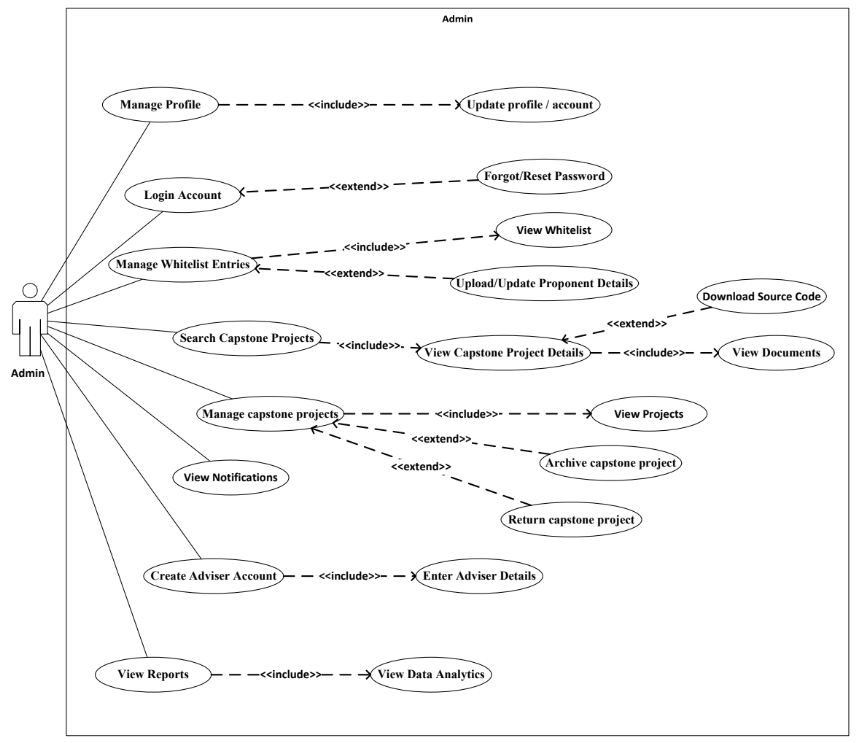 Admin
Manage Profile
<<include>>
Update profile / account
Forgot/Reset Password
<<extend>>
Login Account
View Whitelist
<<include>>
Manage Whitelist Entries
<<extend>>
Upload/Update Proponent Details
Download Source Code
<<extend>>
Search Capstone Projects
<<include>>
View Capstone Project Details
<<include>>
View Documents
Admin
Manage capstone projects
<<include>>
View Projects
<<extend>>
Archive capstone project
<<extend>>
View Notifications
Return capstone project
Create Adviser Account
<<include>>
Enter Adviser Details
View Reports
<<include>>
View Data Analytics